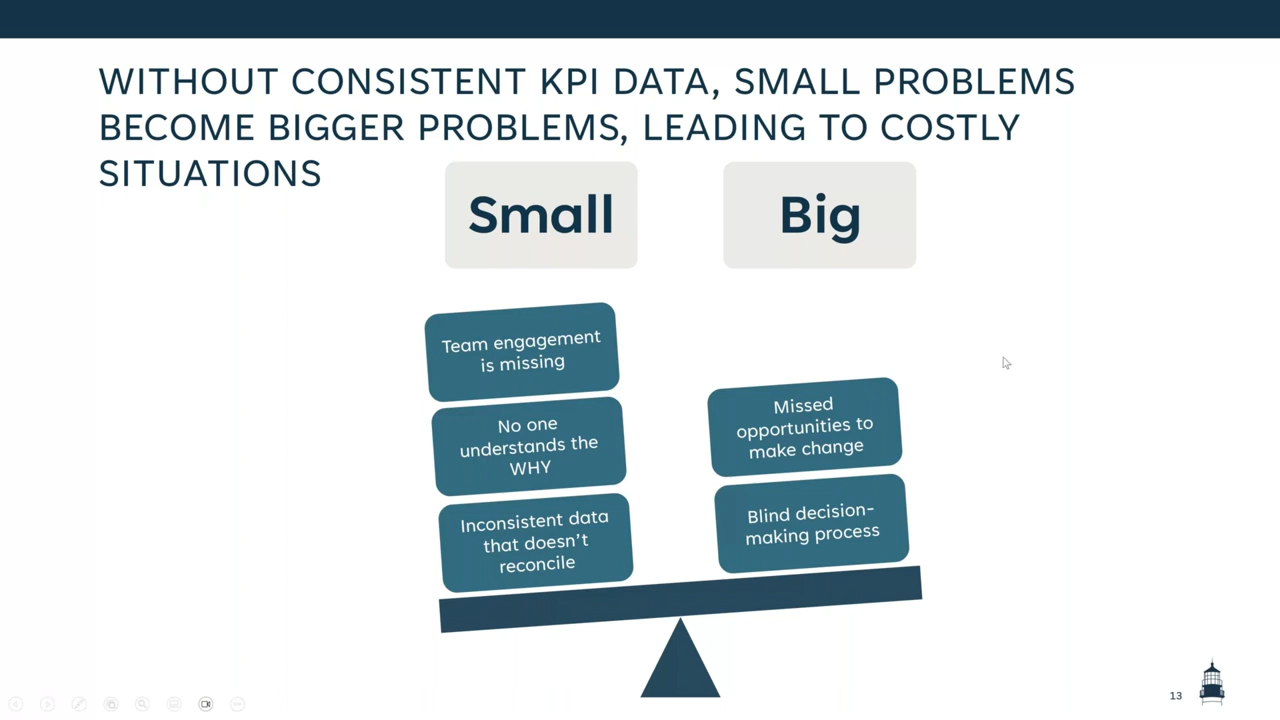 WITHOUT CONSISTENT KPI DATA, SMALL PROBLEMS
BECOME BIGGER PROBLEMS, LEADING TO COSTLY
SITUATIONS
Small
Big
Team engagement
is missing
No one
understands the
WHY
Inconsistent data
that doesn’t
reconcile
Missed
opportunities to
make change
Blind decision-
making process
13